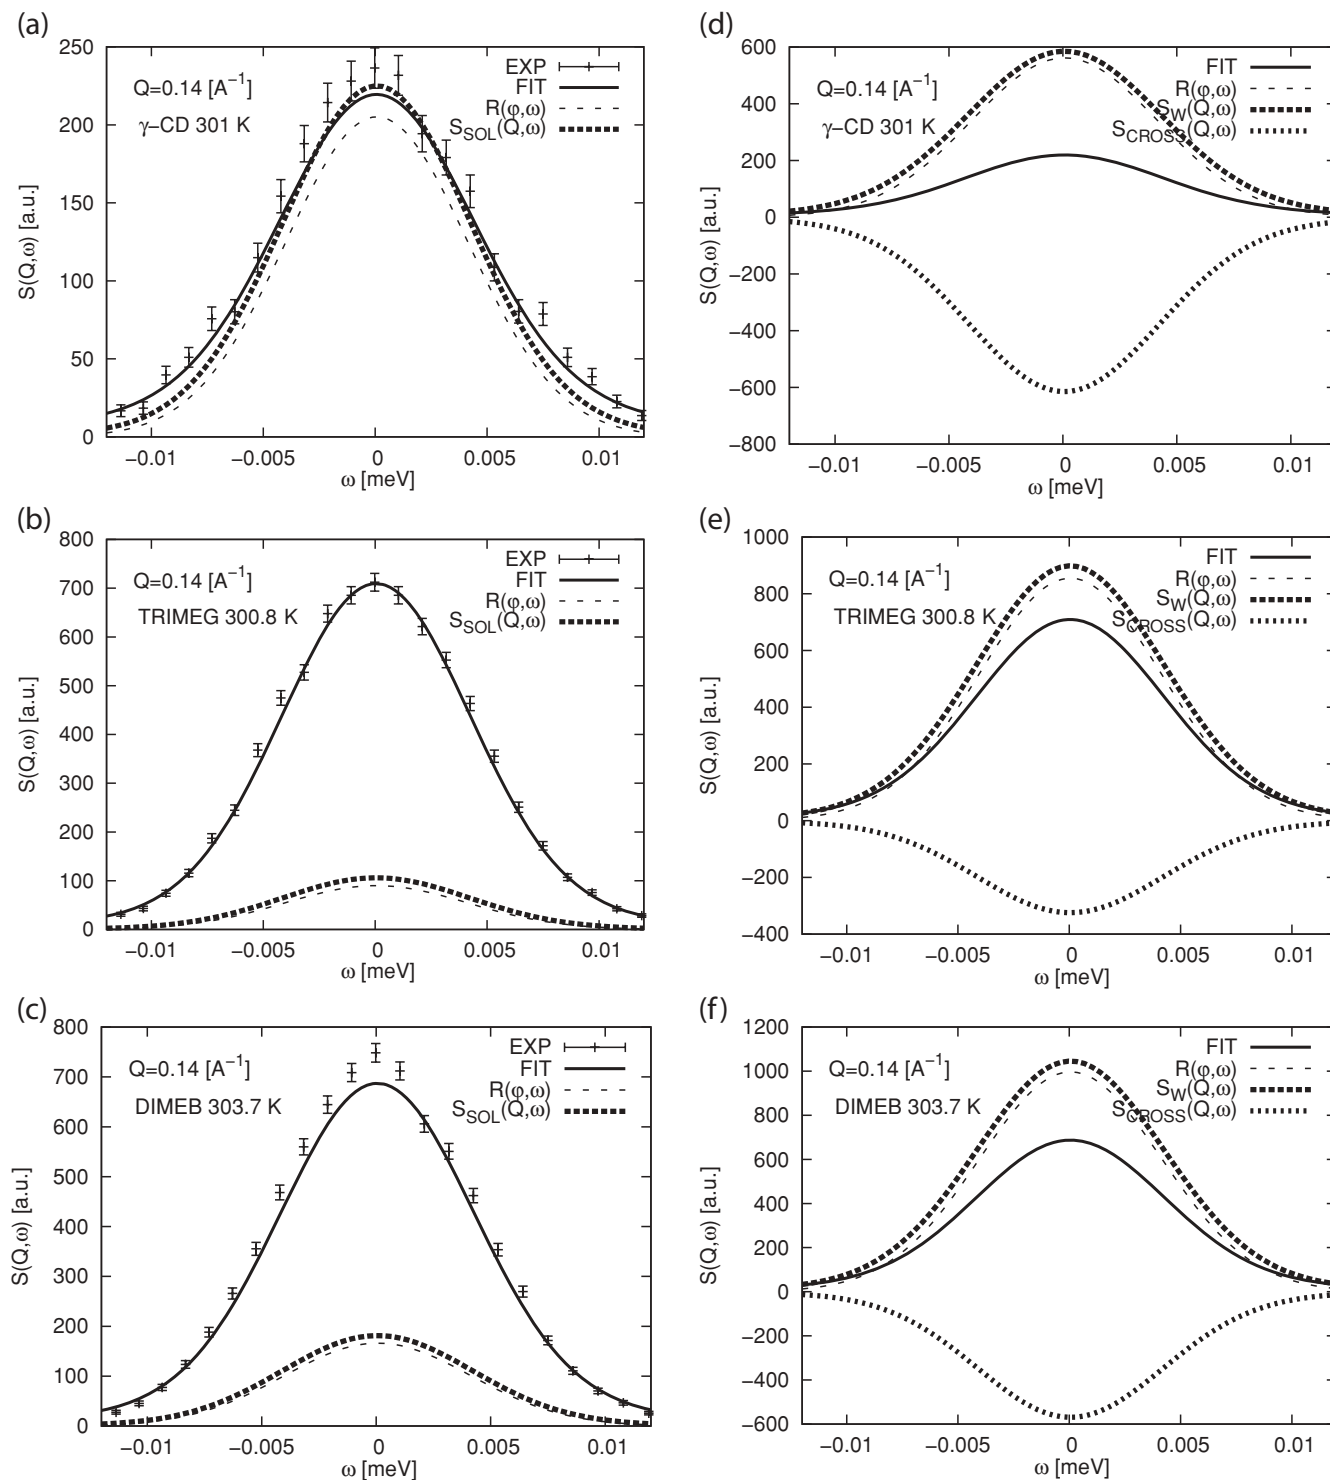 (a)
250
200
150
100
50
0
S(Q,ω) [a.u.]
Q=0.14 [A⁻¹]
γ−CD 301 K
EXP
FIT
R(φ,ω)
S_SOL(Q,ω)
−0.01 −0.005 0 0.005 0.01
ω [meV]
(d)
600
400
200
0
−200
−400
−600
−800
S(Q,ω) [a.u.]
Q=0.14 [A⁻¹]
γ−CD 301 K
FIT
R(φ,ω)
S_W(Q,ω)
S_CROSS(Q,ω)
−0.01 −0.005 0 0.005 0.01
ω [meV]
(b)
800
700
600
500
400
300
200
100
0
S(Q,ω) [a.u.]
Q=0.14 [A⁻¹]
TRIMEG 300.8 K
EXP
FIT
R(φ,ω)
S_SOL(Q,ω)
−0.01 −0.005 0 0.005 0.01
ω [meV]
(e)
1000
800
600
400
200
0
−200
−400
S(Q,ω) [a.u.]
Q=0.14 [A⁻¹]
TRIMEG 300.8 K
FIT
R(φ,ω)
S_W(Q,ω)
S_CROSS(Q,ω)
−0.01 −0.005 0 0.005 0.01
ω [meV]
(c)
800
700
600
500
400
300
200
100
0
S(Q,ω) [a.u.]
Q=0.14 [A⁻¹]
DIMEB 303.7 K
EXP
FIT
R(φ,ω)
S_SOL(Q,ω)
−0.01 −0.005 0 0.005 0.01
ω [meV]
(f)
1200
1000
800
600
400
200
0
−200
−400
−600
S(Q,ω) [a.u.]
Q=0.14 [A⁻¹]
DIMEB 303.7 K
FIT
R(φ,ω)
S_W(Q,ω)
S_CROSS(Q,ω)
−0.01 −0.005 0 0.005 0.01
ω [meV]